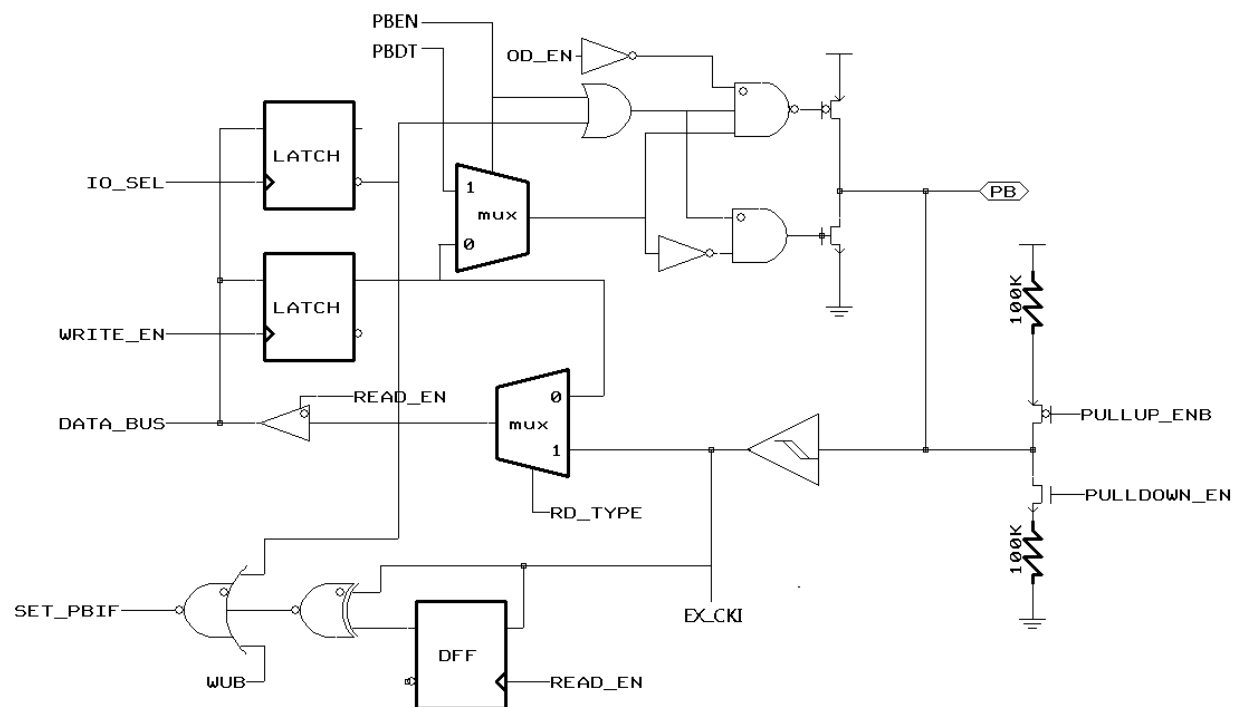 PBEN
PBDT
OD_EN
LATCH
IO_SEL
1
mux
0
PB
LATCH
WRITE_EN
100K
READ_EN
DATA_BUS
0
mux
1
PULLUP_ENB
RD_TYPE
PULLDOWN_EN
100K
SET_PBIF
EX_CKI
DFF
WUB
READ_EN